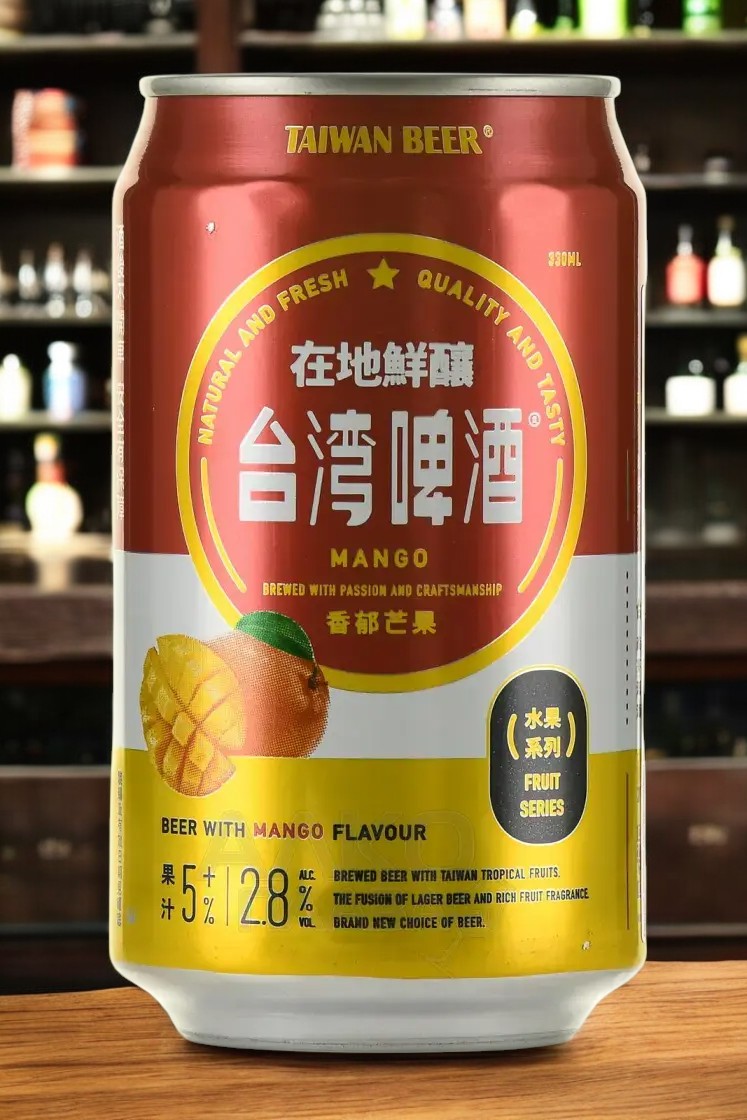 TAIWAN BEER®
330ML
NATURAL AND FRESH ★ QUALITY AND TASTY
在地鮮釀
台湾啤酒®
MANGO
BREWED WITH PASSION AND CRAFTSMANSHIP
香郁芒果
(水果
系列)
FRUIT
SERIES
BEER WITH MANGO FLAVOUR
果汁 5+% | 2.8 ALC. % VOL.
BREWED BEER WITH TAIWAN TROPICAL FRUITS.
THE FUSION OF LAGER BEER AND RICH FRUIT FRAGRANCE.
BRAND NEW CHOICE OF BEER.